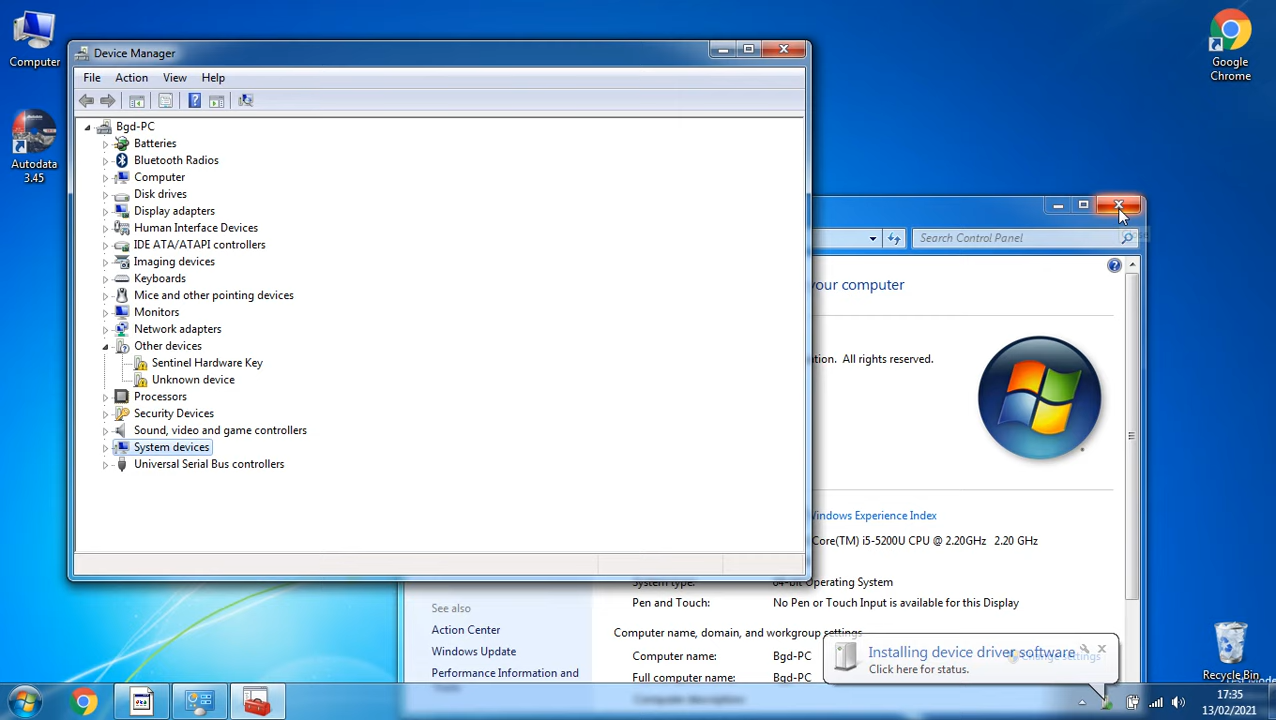 Computer
Autodata
3.45
Google
Chrome
Device Manager
File Action View Help
Bgd-PC
Batteries
Bluetooth Radios
Computer
Disk drives
Display adapters
Human Interface Devices
IDE ATA/ATAPI controllers
Imaging devices
Keyboards
Mice and other pointing devices
Monitors
Network adapters
Other devices
Sentinel Hardware Key
Unknown device
Processors
Security Devices
Sound, video and game controllers
System devices
Universal Serial Bus controllers
Search Control Panel
your computer
All rights reserved.
Windows Experience Index
Core(TM) i5-5200U CPU @ 2.20GHz 2.20 GHz
System type: 64-bit Operating System
Pen and Touch: No Pen or Touch Input is available for this Display
Computer name, domain, and workgroup settings
Computer name: Bgd-PC
Full computer name: Bgd-PC
Computer description:
Change settings
See also
Action Center
Windows Update
Performance Information and
Installing device driver software
Click here for status.
Recycle Bin
17:35
13/02/2021